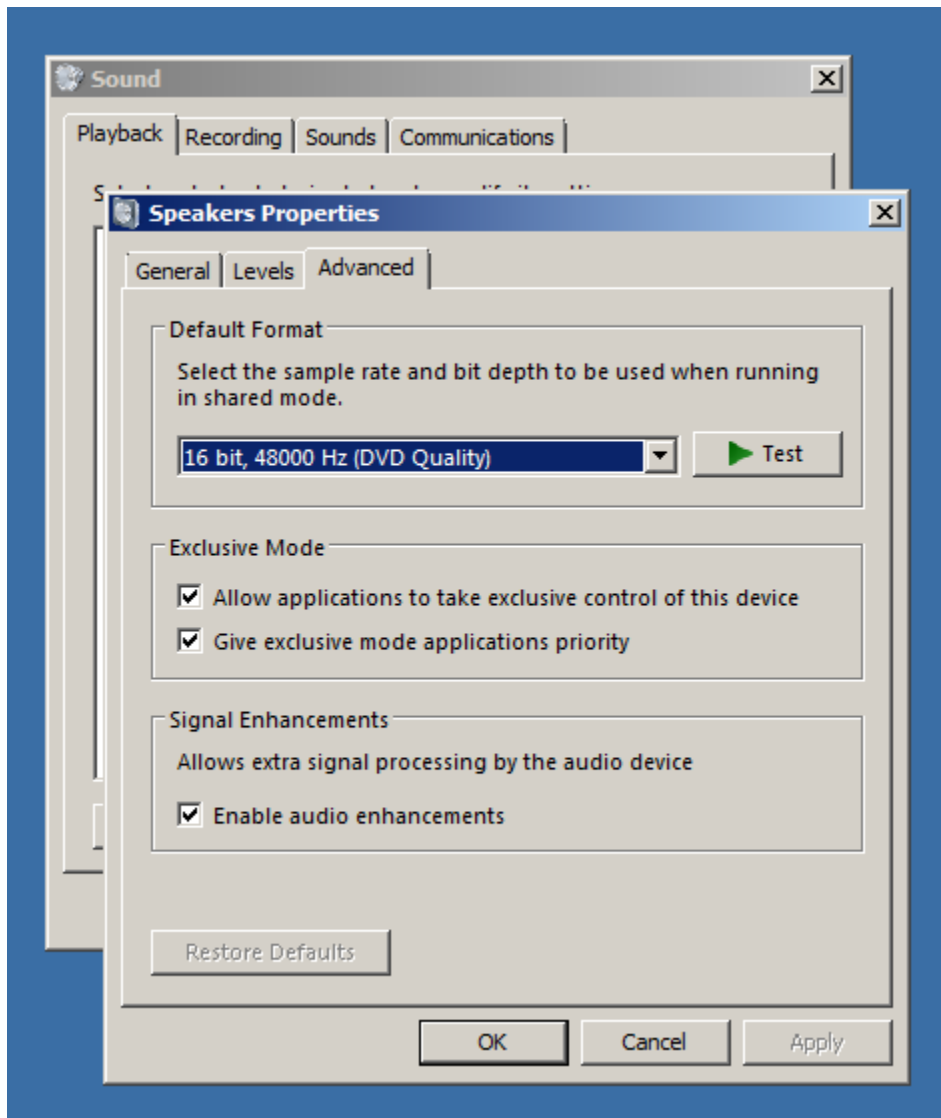 Sound
Playback Recording Sounds Communications
Speakers Properties
General Levels Advanced
Default Format
Select the sample rate and bit depth to be used when running
in shared mode.
16 bit, 48000 Hz (DVD Quality)
Test
Exclusive Mode
Allow applications to take exclusive control of this device
Give exclusive mode applications priority
Signal Enhancements
Allows extra signal processing by the audio device
Enable audio enhancements
Restore Defaults
OK Cancel Apply